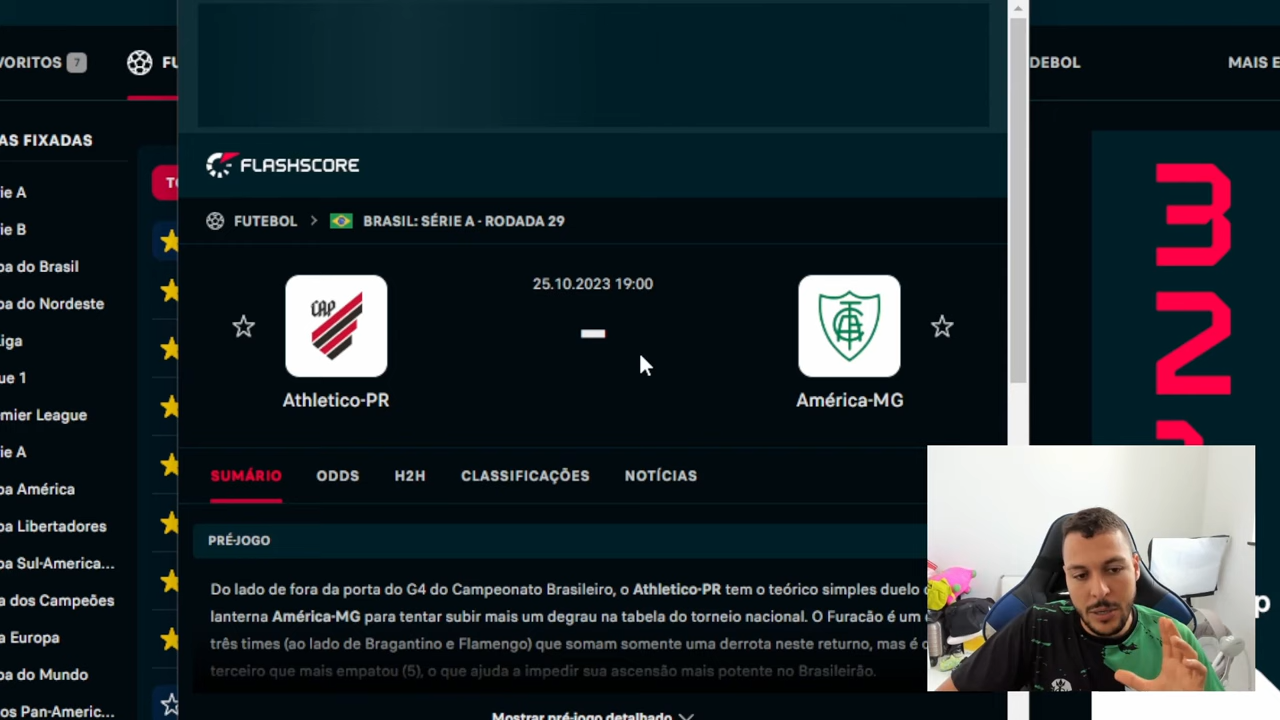 VORITOS 7
FU
DEBOL
MAIS E
AS FIXADAS
ie A
ie B
pa do Brasil
pa do Nordeste
Liga
ue 1
mier League
ie A
pa América
pa Libertadores
pa Sul-America...
a dos Campeões
a Europa
pa do Mundo
os Pan-Americ...
TO
FLASHSCORE
FUTEBOL > BRASIL: SÉRIE A - RODADA 29
25.10.2023 19:00
-
CAP
Athletico-PR
América-MG
SUMÁRIO ODDS H2H CLASSIFICAÇÕES NOTÍCIAS
PRÉ-JOGO
Do lado de fora da porta do G4 do Campeonato Brasileiro, o Athletico-PR tem o teórico simples duelo
lanterna América-MG para tentar subir mais um degrau na tabela do torneio nacional. O Furacão é um
três times (ao lado de Bragantino e Flamengo) que somam somente uma derrota neste returno, mas é
terceiro que mais empatou (5), o que ajuda a impedir sua ascensão mais potente no Brasileirão.
Mostrar pré-jogo detalhado